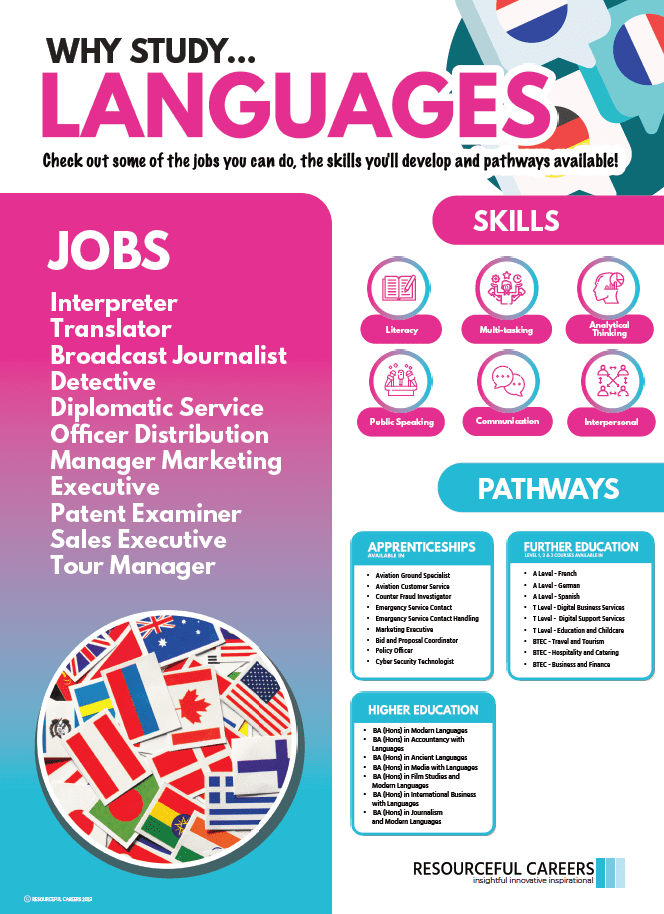 WHY STUDY...
LANGUAGES
Check out some of the jobs you can do, the skills you'll develop and pathways available!
JOBS
Interpreter
Translator
Broadcast Journalist
Detective
Diplomatic Service
Officer Distribution
Manager Marketing
Executive
Patent Examiner
Sales Executive
Tour Manager
SKILLS
Literacy
Multi-tasking
Analytical
Thinking
Public Speaking
Communication
Interpersonal
PATHWAYS
APPRENTICESHIPS
AVAILABLE IN
• Aviation Ground Specialist
• Aviation Customer Service
• Counter Fraud Investigator
• Emergency Service Contact
• Emergency Service Contact Handling
• Marketing Executive
• Bid and Proposal Coordinator
• Policy Officer
• Cyber Security Technologist
FURTHER EDUCATION
LEVEL 1, 2 & 3 COURSES AVAILABLE IN
• A Level - French
• A Level - German
• A Level - Spanish
• T Level - Digital Business Services
• T Level - Digital Support Services
• T Level - Education and Childcare
• BTEC - Travel and Tourism
• BTEC - Hospitality and Catering
• BTEC - Business and Finance
HIGHER EDUCATION
• BA (Hons) in Modern Languages
• BA (Hons) in Accountancy with
Languages
• BA (Hons) in Ancient Languages
• BA (Hons) in Media with Languages
• BA (Hons) in Film Studies and
Modern Languages
• BA (Hons) in International Business
with Languages
• BA (Hons) in Journalism
and Modern Languages
RESOURCEFUL CAREERS
insightful innovative inspirational
© RESOURCEFUL CAREERS